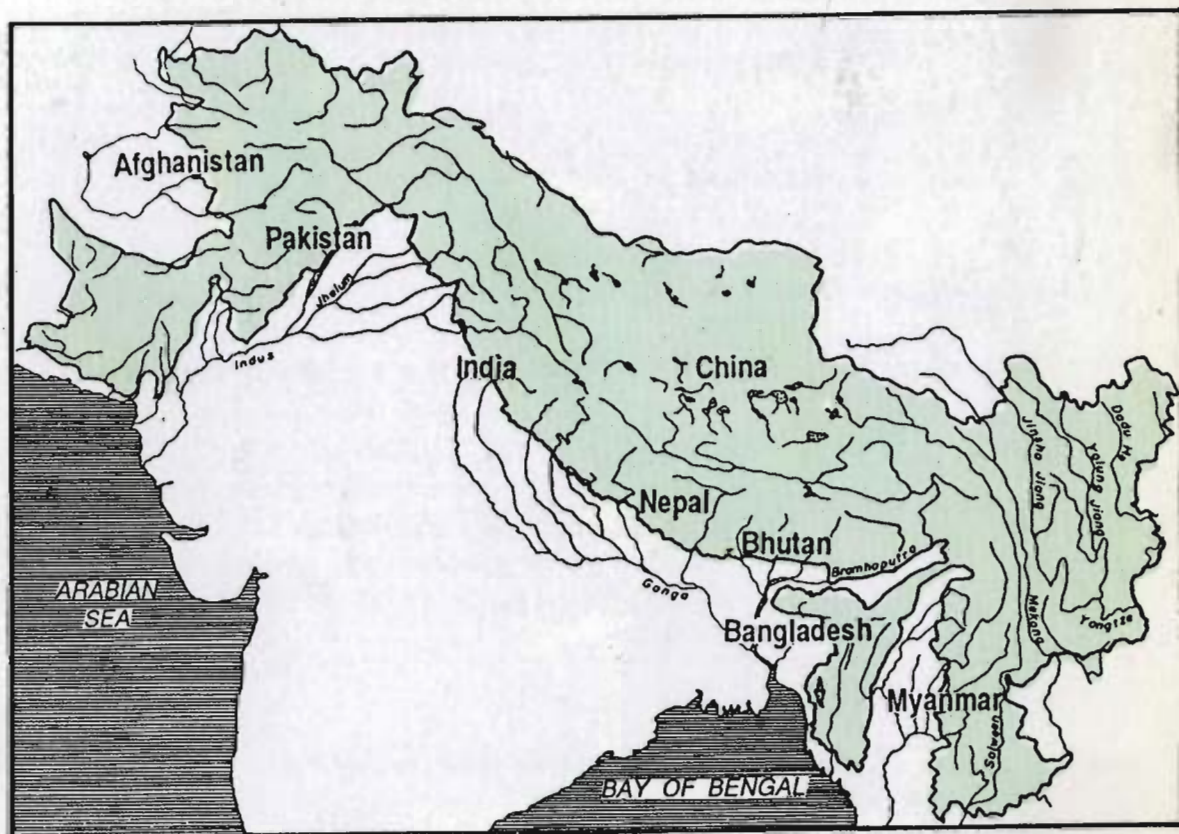 Afghanistan
Pakistan
Jhelum
Indus
India
China
Dadu He
Jinsha Jiang
Yalung Jiang
Nepal
Bhutan
Bramhaputra
Ganga
ARABIAN
SEA
Bangladesh
Mekong
Yangtze
Myanmar
Salween
BAY OF BENGAL